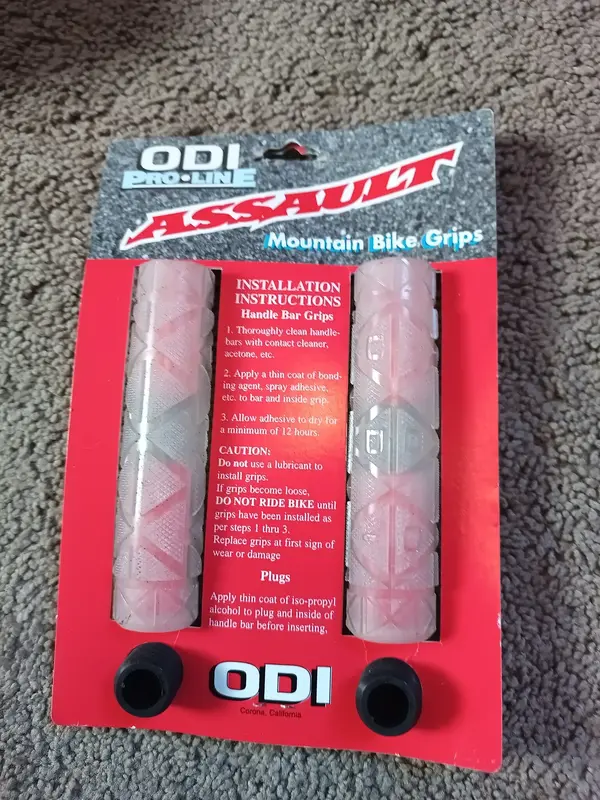 ODI
PRO•LINE
ASSAULT
Mountain Bike Grips
INSTALLATION
INSTRUCTIONS
Handle Bar Grips
1. Thoroughly clean handle-
bars with contact cleaner,
acetone, etc.
2. Apply a thin coat of bond-
ing agent, spray adhesive,
etc. to bar and inside grip.
3. Allow adhesive to dry for
a minimum of 12 hours.
CAUTION:
Do not use a lubricant to
install grips.
If grips become loose,
DO NOT RIDE BIKE until
grips have been installed as
per steps 1 thru 3.
Replace grips at first sign of
wear or damage
Plugs
Apply thin coat of iso-propyl
alcohol to plug and inside of
handle bar before inserting,
ODI
Corona, California